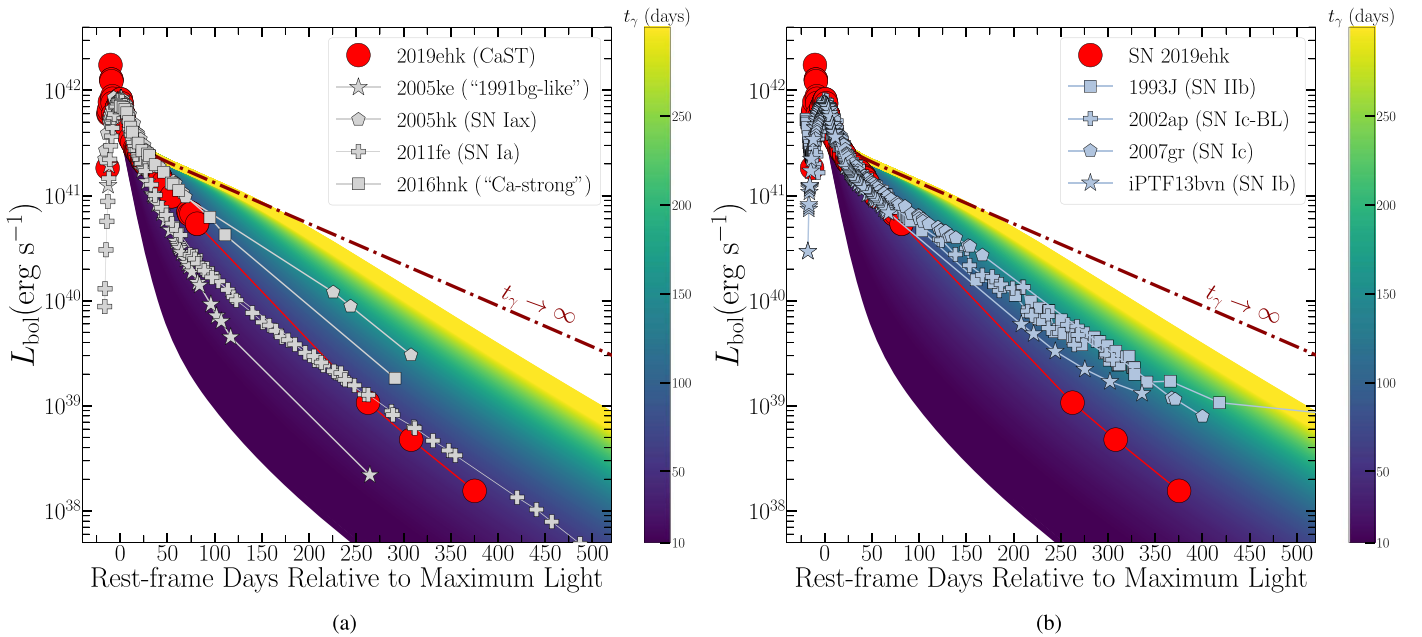 t_γ (days)
2019ehk (CaST)
2005ke (“1991bg-like”)
2005hk (SN Iax)
2011fe (SN Ia)
2016hnk (“Ca-strong”)
t_γ → ∞
10^42
10^41
10^40
10^39
10^38
L_bol(erg s^−1)
0 50 100 150 200 250 300 350 400 450 500
Rest-frame Days Relative to Maximum Light
250
200
150
100
50
10
(a)
t_γ (days)
SN 2019ehk
1993J (SN IIb)
2002ap (SN Ic-BL)
2007gr (SN Ic)
iPTF13bvn (SN Ib)
t_γ → ∞
10^42
10^41
10^40
10^39
10^38
L_bol(erg s^−1)
0 50 100 150 200 250 300 350 400 450 500
Rest-frame Days Relative to Maximum Light
250
200
150
100
50
10
(b)